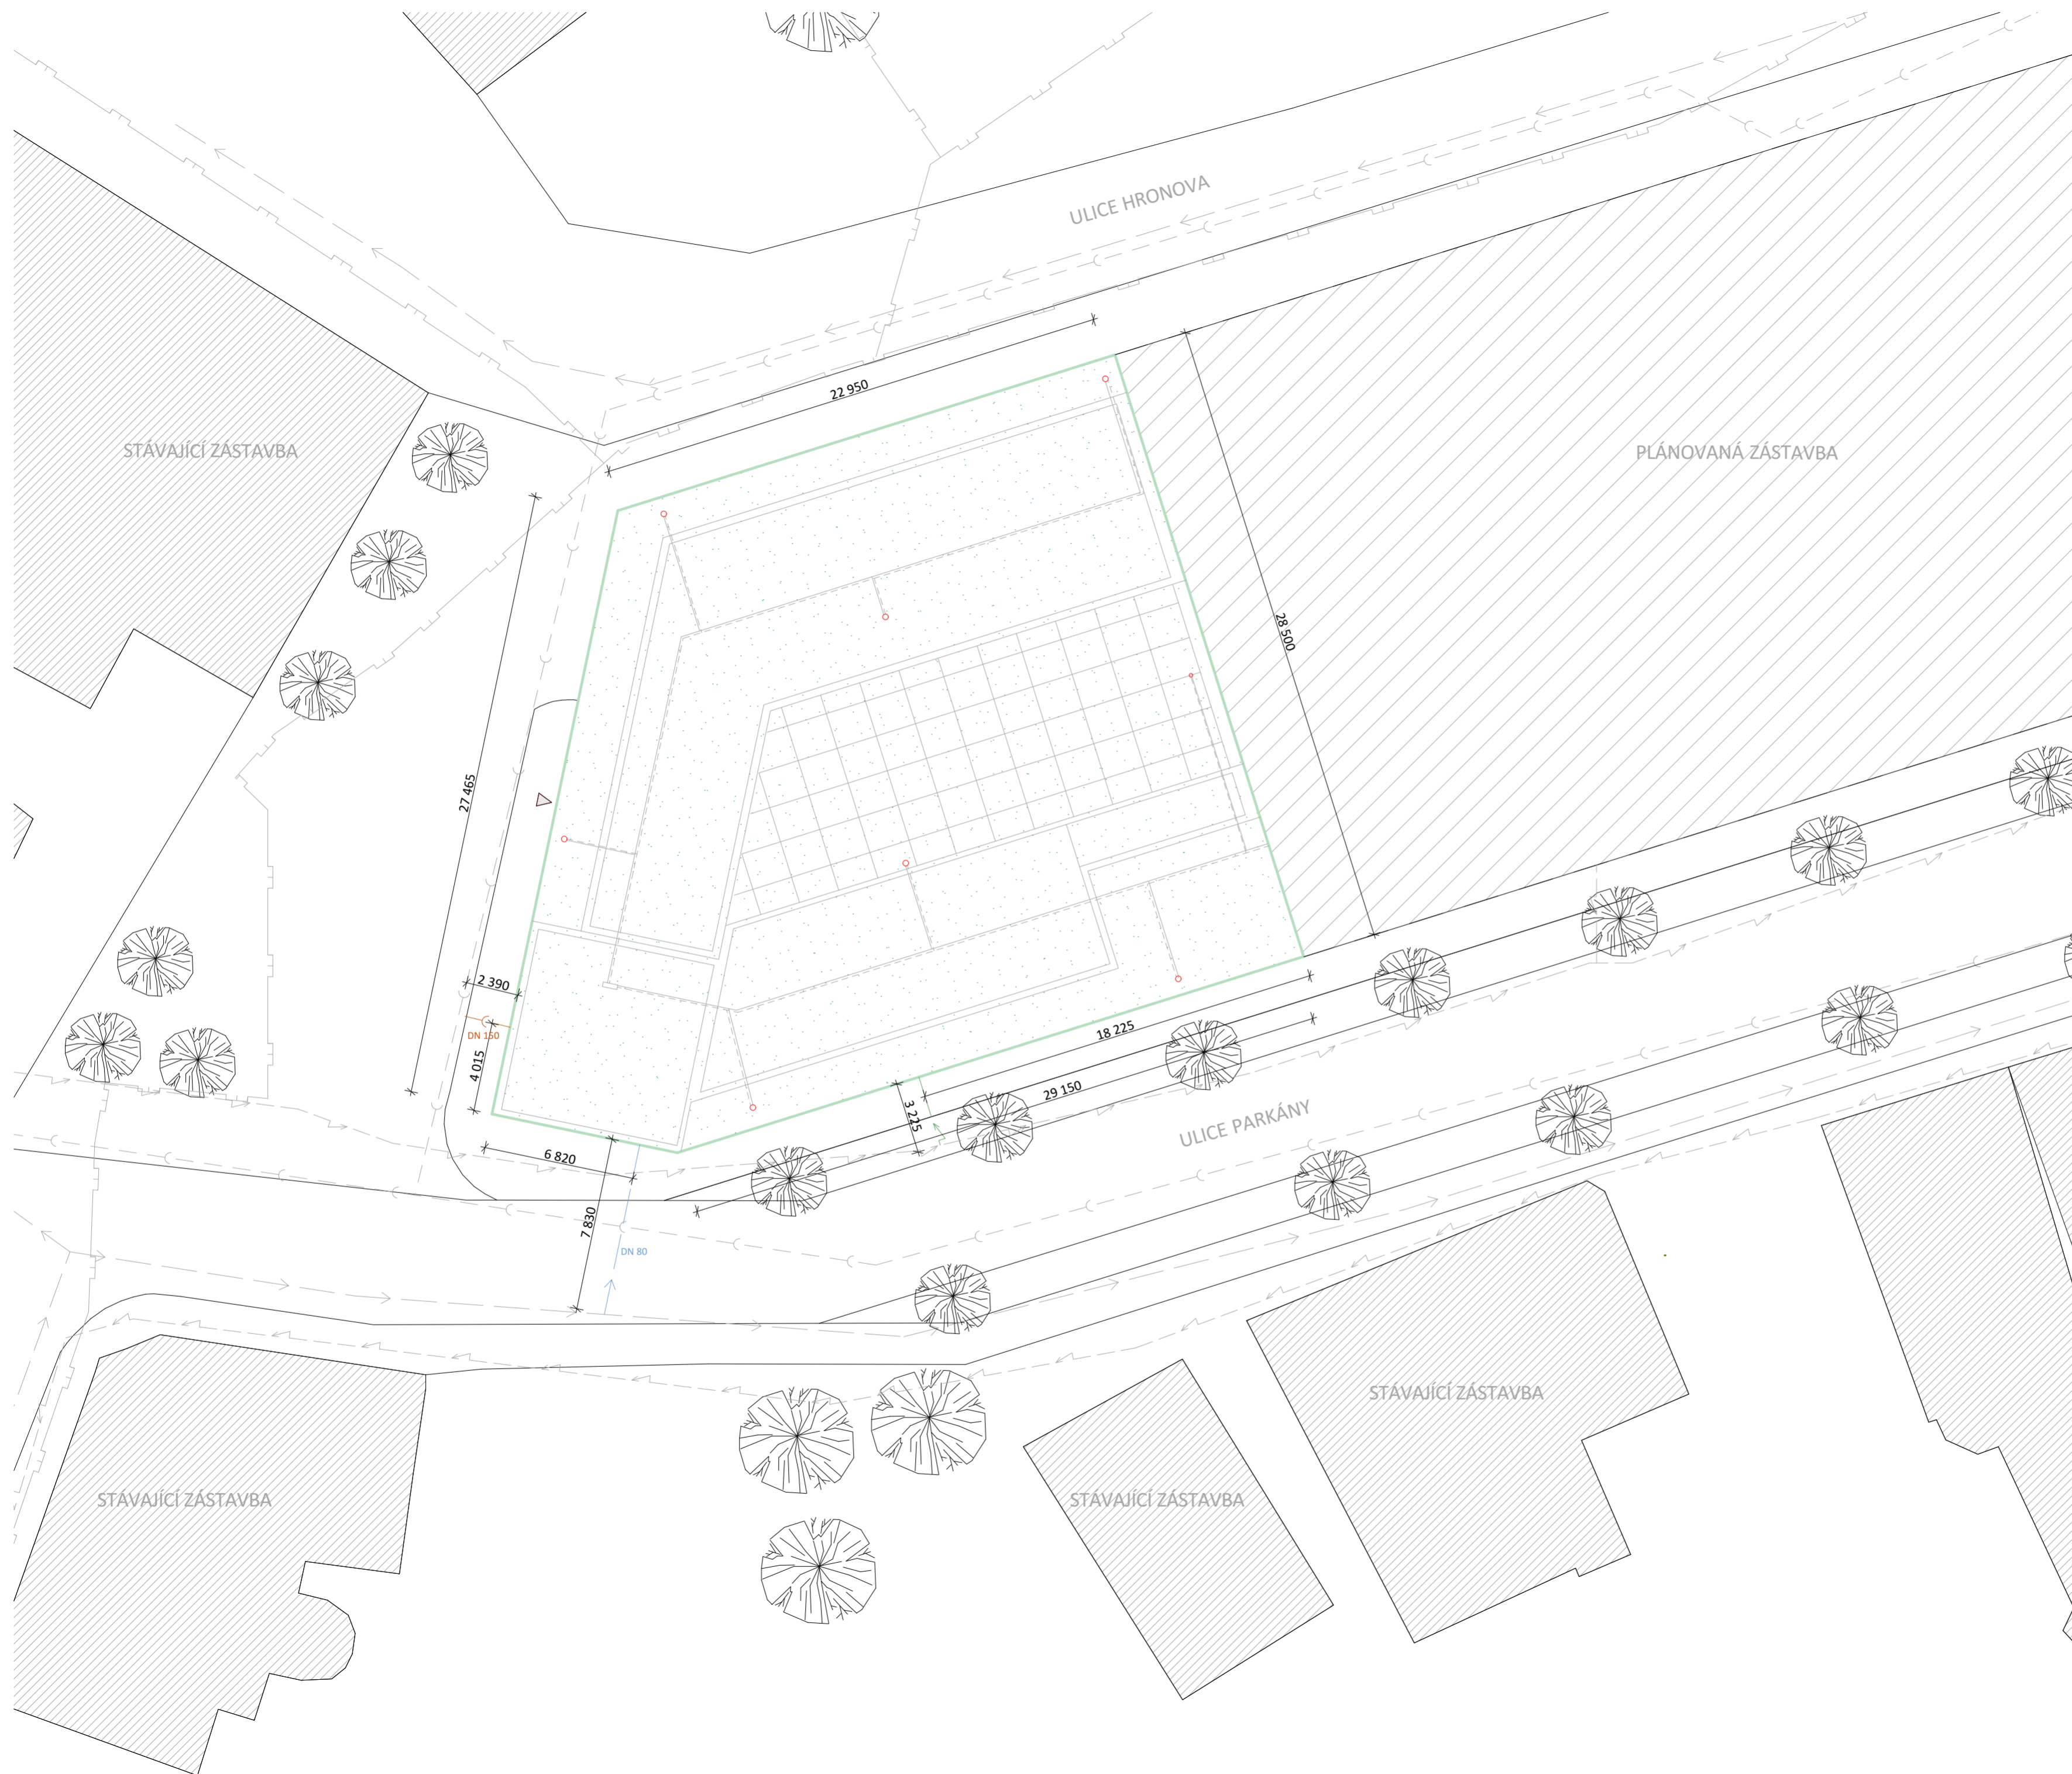 ULICE HRONOVA
22 950
STÁVAJÍCÍ ZÁSTAVBA
PLÁNOVANÁ ZÁSTAVBA
28 500
27 465
2 390
DN 150
4 015
18 225
29 150
3 225
ULICE PARKÁNY
6 820
7 830
DN 80
STÁVAJÍCÍ ZÁSTAVBA
STÁVAJÍCÍ ZÁSTAVBA
STÁVAJÍCÍ ZÁSTAVBA